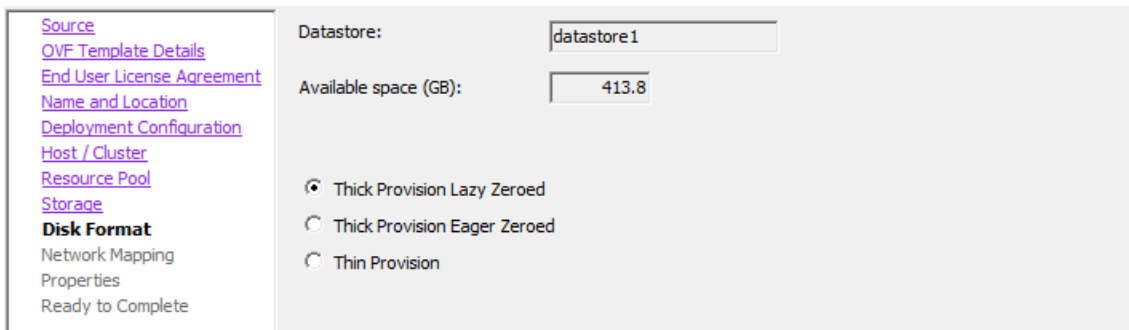 Source
OVF Template Details
End User License Agreement
Name and Location
Deployment Configuration
Host / Cluster
Resource Pool
Storage
Disk Format
Network Mapping
Properties
Ready to Complete
Datastore: datastore1
Available space (GB): 413.8
Thick Provision Lazy Zeroed
Thick Provision Eager Zeroed
Thin Provision